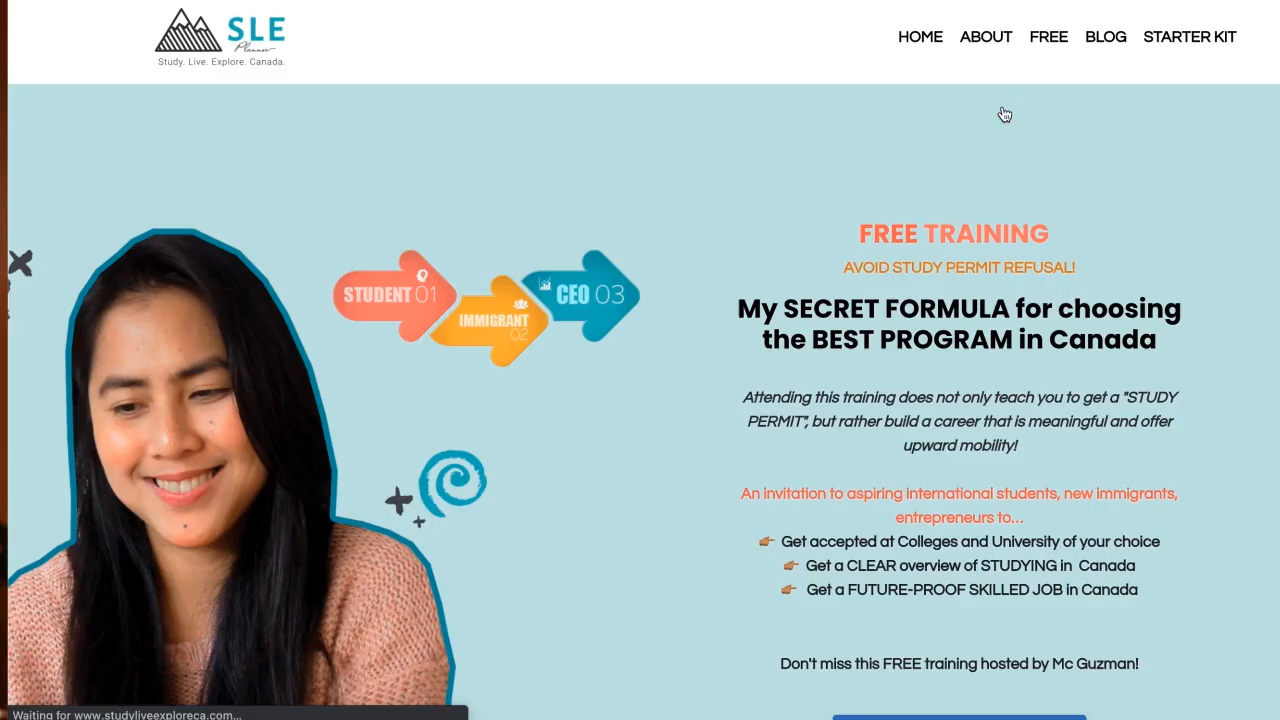 SLE
Planner
Study. Live. Explore. Canada.
HOME ABOUT FREE BLOG STARTER KIT
FREE TRAINING
AVOID STUDY PERMIT REFUSAL!
My SECRET FORMULA for choosing
the BEST PROGRAM in Canada
STUDENT 01
IMMIGRANT
02
CEO 03
Attending this training does not only teach you to get a "STUDY
PERMIT", but rather build a career that is meaningful and offer
upward mobility!
An invitation to aspiring international students, new immigrants,
entrepreneurs to...
Get accepted at Colleges and University of your choice
Get a CLEAR overview of STUDYING in Canada
Get a FUTURE-PROOF SKILLED JOB in Canada
Don't miss this FREE training hosted by Mc Guzman!
Waiting for www.studyliveexploreca.com...